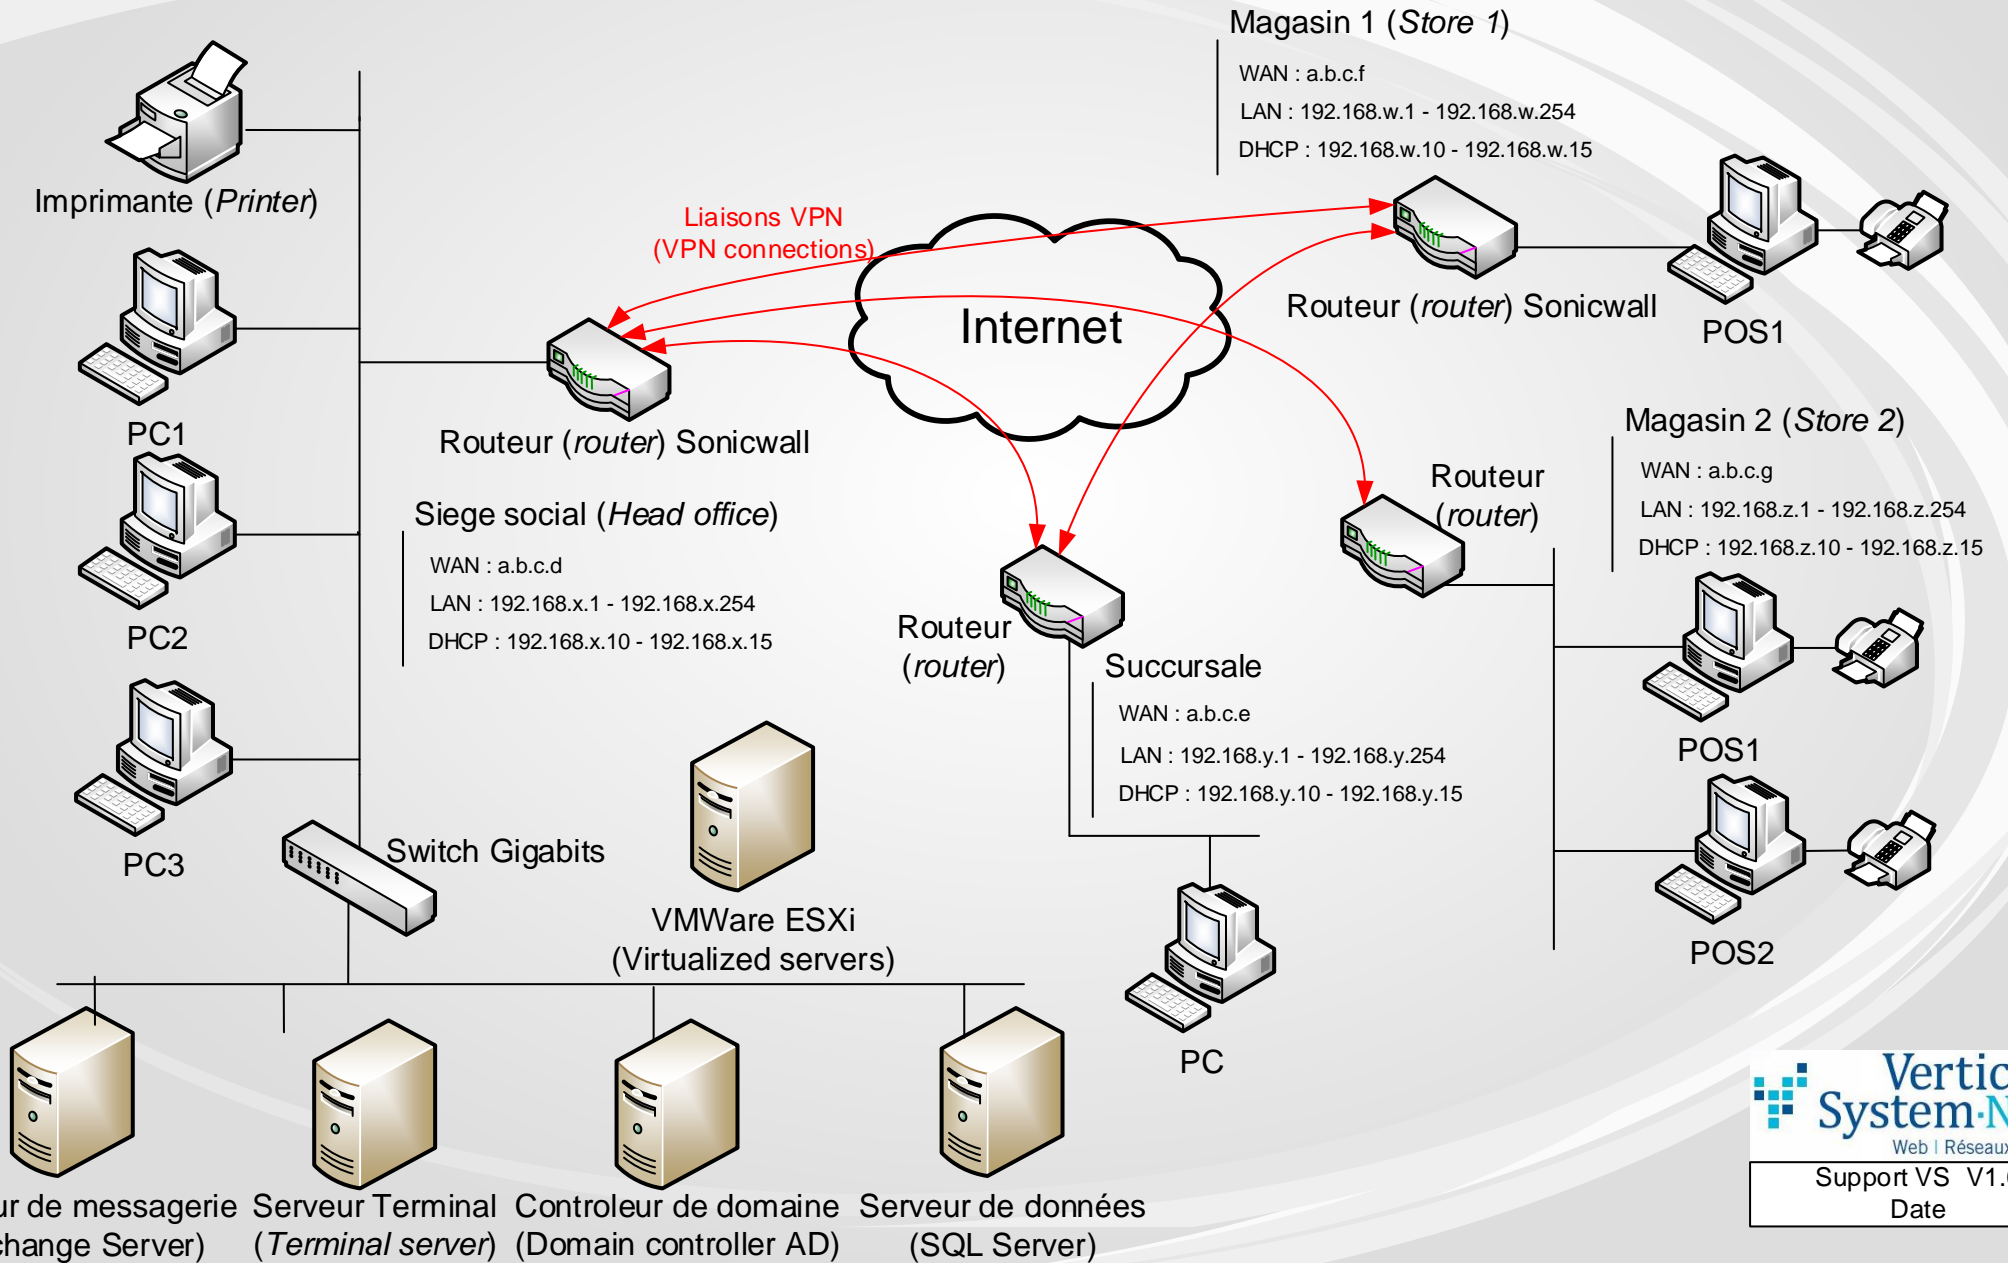 Magasin 1 (Store 1)
WAN : a.b.c.f
LAN : 192.168.w.1 - 192.168.w.254
DHCP : 192.168.w.10 - 192.168.w.15
Imprimante (Printer)
Liaisons VPN
(VPN connections)
Internet
Routeur (router) Sonicwall
POS1
PC1
Routeur (router) Sonicwall
Magasin 2 (Store 2)
WAN : a.b.c.g
LAN : 192.168.z.1 - 192.168.z.254
DHCP : 192.168.z.10 - 192.168.z.15
Routeur
(router)
Siege social (Head office)
WAN : a.b.c.d
LAN : 192.168.x.1 - 192.168.x.254
DHCP : 192.168.x.10 - 192.168.x.15
PC2
Routeur
(router)
Succursale
WAN : a.b.c.e
LAN : 192.168.y.1 - 192.168.y.254
DHCP : 192.168.y.10 - 192.168.y.15
POS1
PC3
Switch Gigabits
VMWare ESXi
(Virtualized servers)
POS2
PC
System
Web | Réseaux
Support VS
Date
de messagerie
Server)
Serveur Terminal
(Terminal server)
Controleur de domaine
(Domain controller AD)
Serveur de données
(SQL Server)